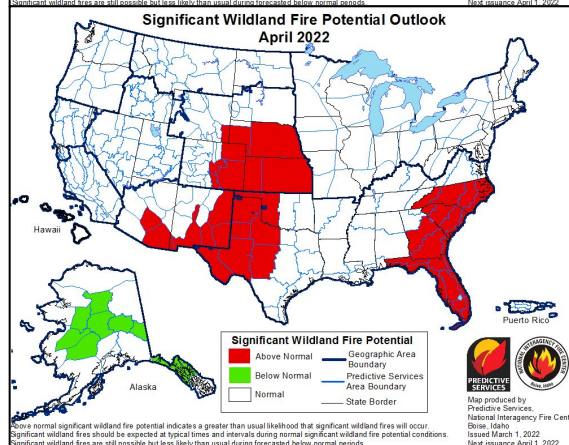 Significant wildland fires are still possible but less likely than usual during forecasted below normal periods.
Next issuance April 1, 2022
Significant Wildland Fire Potential Outlook
April 2022
Hawaii
Alaska
Puerto Rico
Significant Wildland Fire Potential
Above Normal
Below Normal
Normal
Geographic Area
Boundary
Predictive Services
Area Boundary
State Border
PREDICTIVE
SERVICES
NATIONAL INTERAGENCY FIRE CENTER
Boise, Idaho
Map produced by
Predictive Services,
National Interagency Fire Cent
Boise, Idaho
Issued March 1, 2022
Next issuance April 1, 2022
Above normal significant wildland fire potential indicates a greater than usual likelihood that significant wildland fires will occur.
Significant wildland fires should be expected at typical times and intervals during normal significant wildland fire potential conditions.
Significant wildland fires are still possible but less likely than usual during forecasted below normal periods.